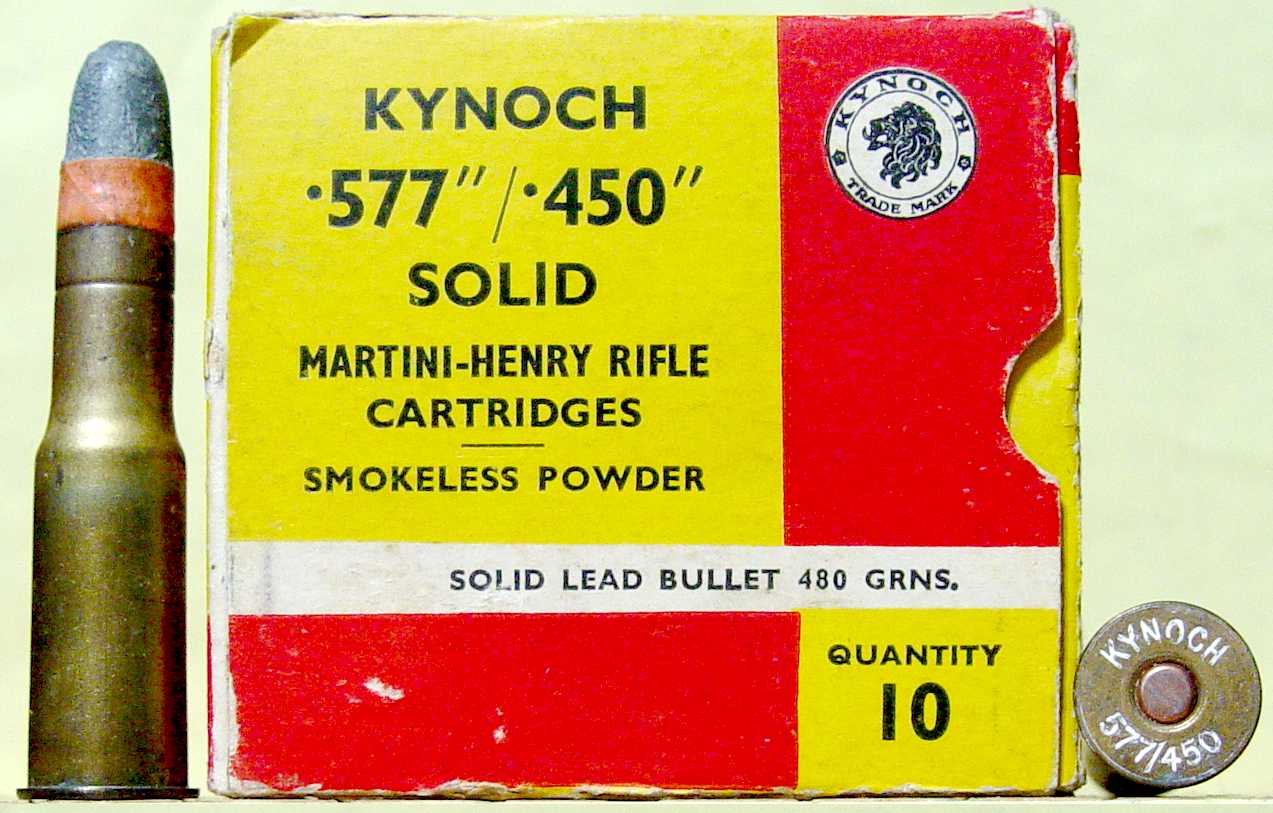 KYNOCH
·577"/·450"
SOLID
MARTINI-HENRY RIFLE
CARTRIDGES
SMOKELESS POWDER
KYNOCH
TRADE MARK
SOLID LEAD BULLET 480 GRNS.
QUANTITY
10
KYNOCH
577/450